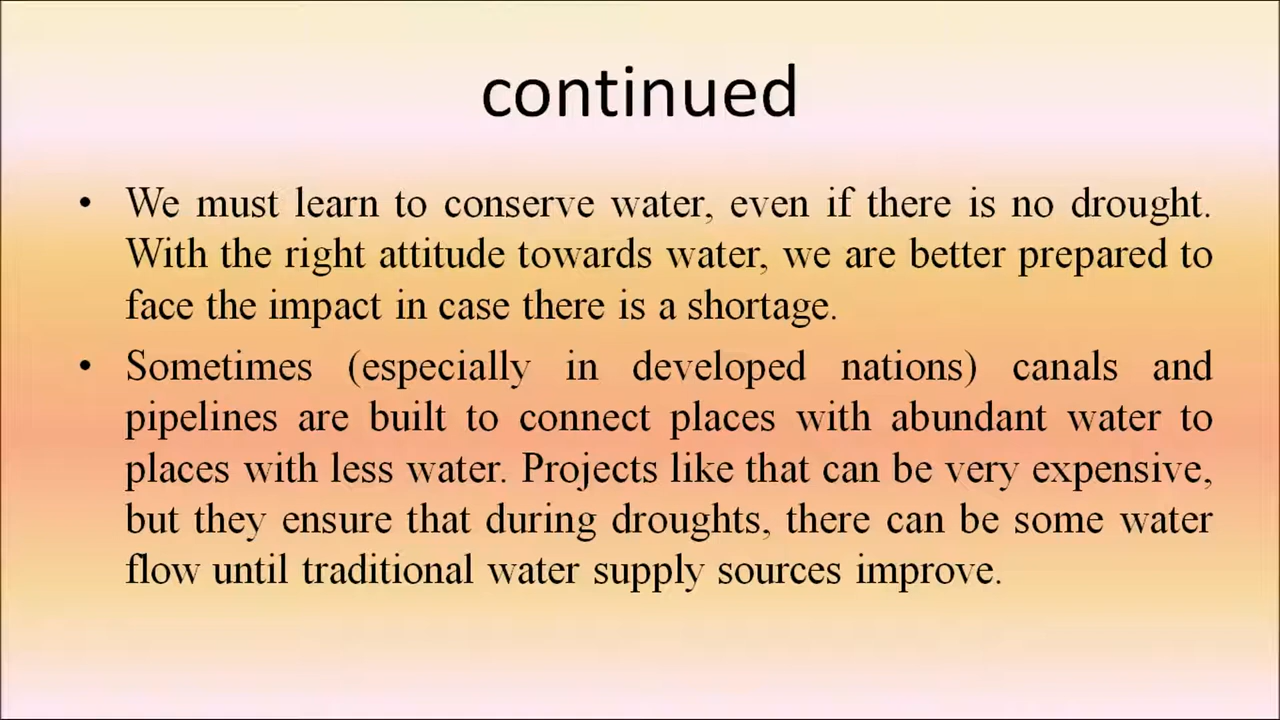 continued
• We must learn to conserve water, even if there is no drought.
With the right attitude towards water, we are better prepared to
face the impact in case there is a shortage.
• Sometimes (especially in developed nations) canals and
pipelines are built to connect places with abundant water to
places with less water. Projects like that can be very expensive,
but they ensure that during droughts, there can be some water
flow until traditional water supply sources improve.